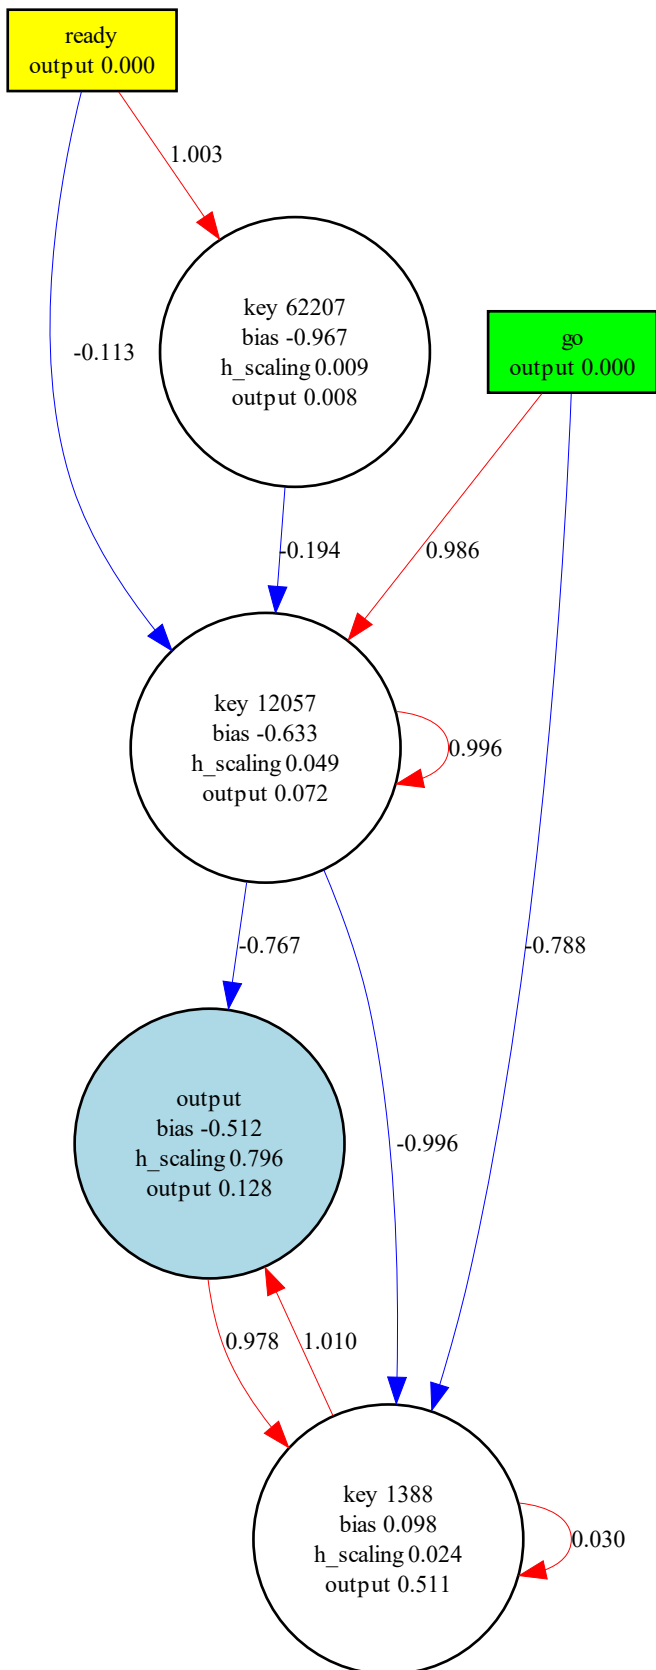 ready
output 0.000
1.003
-0.113
key 62207
bias -0.967
h_scaling 0.009
output 0.008
go
output 0.000
-0.194
0.986
key 12057
bias -0.633
h_scaling 0.049
output 0.072
0.996
-0.767
-0.788
output
bias -0.512
h_scaling 0.796
output 0.128
-0.996
0.978
1.010
key 1388
bias 0.098
h_scaling 0.024
output 0.511
0.030